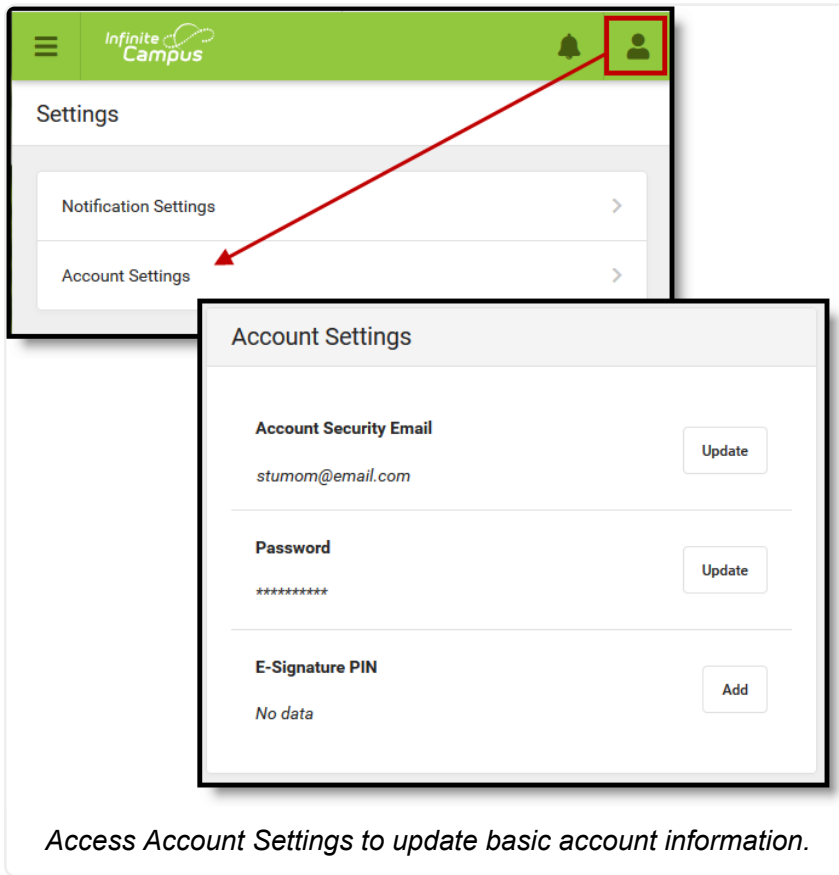 Infinite
Campus
Settings
Notification Settings
Account Settings
Account Settings
Account Security Email
Update
stumom@email.com
Password
Update
**********
E-Signature PIN
Add
No data
Access Account Settings to update basic account information.